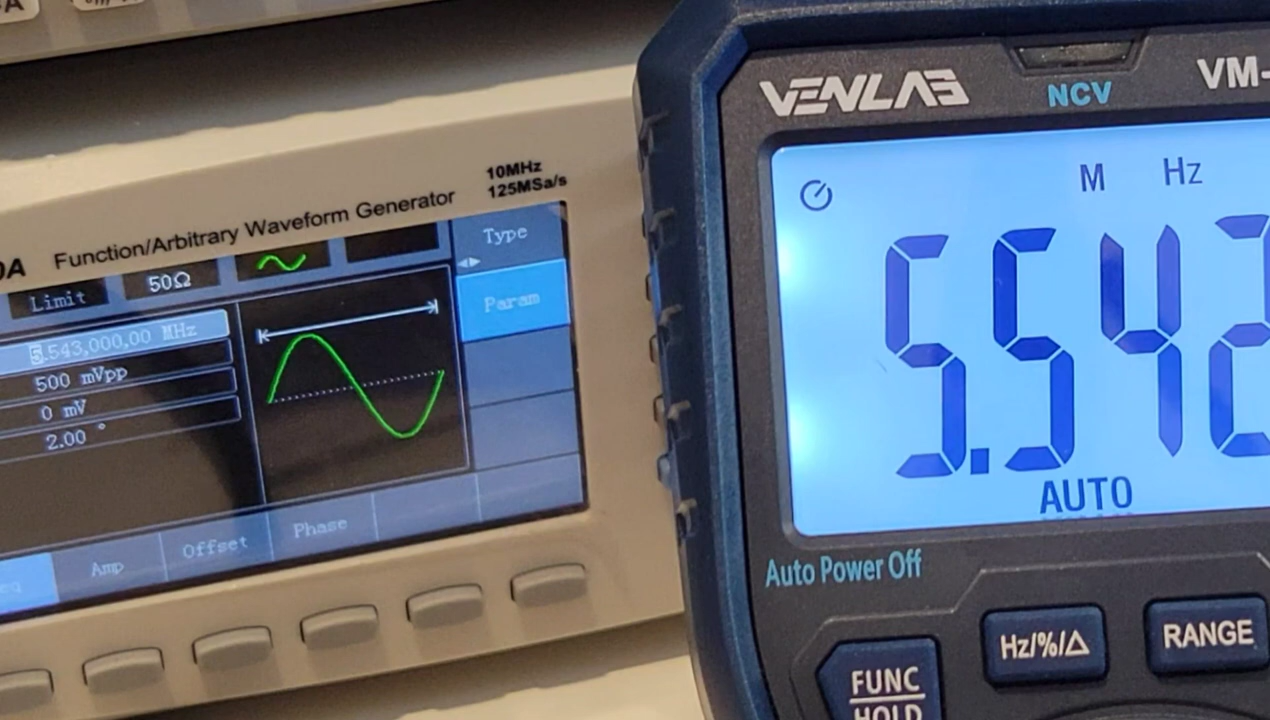 10MHz
125MSa/s
Function/Arbitrary Waveform Generator
Limit
50Ω
Type
Param
5.543,000,00 MHz
500 mVpp
0 mV
2.00 °
Amp
Offset
Phase
VENLAB
NCV
VM-
M Hz
5.542
AUTO
Auto Power Off
Hz/%/Δ
RANGE
FUNC
HOLD